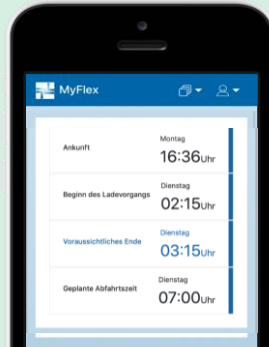 MyFlex
Montag
Ankunft
16:36Uhr
Dienstag
Beginn des Ladevorgangs
02:15Uhr
Dienstag
Voraussichtliches Ende
03:15Uhr
Dienstag
Geplante Abfahrtszeit
07:00Uhr